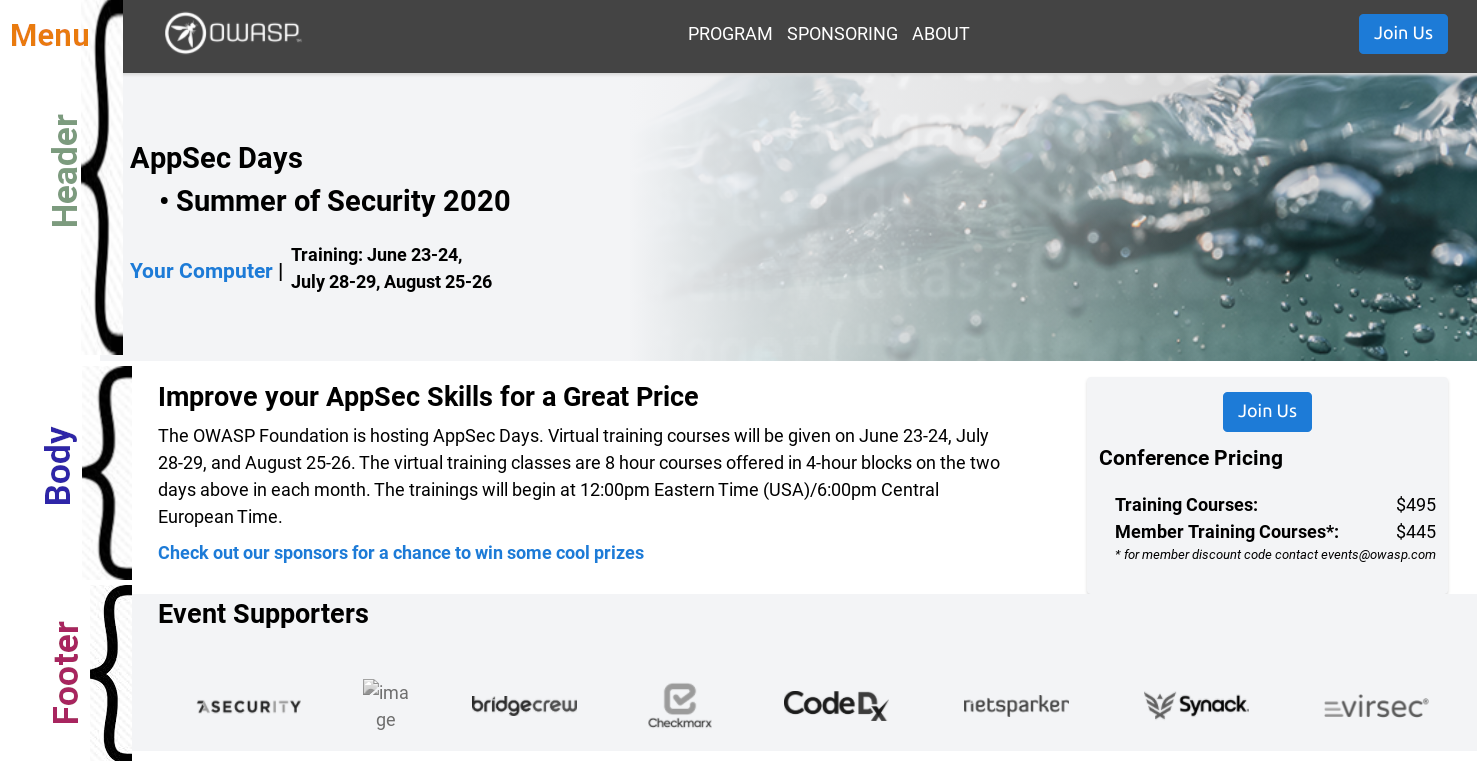 Menu
OWASP
PROGRAM SPONSORING ABOUT
Join Us
Header
AppSec Days
• Summer of Security 2020
Your Computer |
Training: June 23-24,
July 28-29, August 25-26
Body
Improve your AppSec Skills for a Great Price
The OWASP Foundation is hosting AppSec Days. Virtual training courses will be given on June 23-24, July
28-29, and August 25-26. The virtual training classes are 8 hour courses offered in 4-hour blocks on the two
days above in each month. The trainings will begin at 12:00pm Eastern Time (USA)/6:00pm Central
European Time.
Check out our sponsors for a chance to win some cool prizes
Join Us
Conference Pricing
Training Courses: $495
Member Training Courses*: $445
* for member discount code contact events@owasp.com
Footer
Event Supporters
7ASECURITY
ima
ge
bridgecrew
Checkmarx
Code Dx
netsparker
Synack.
virsec®